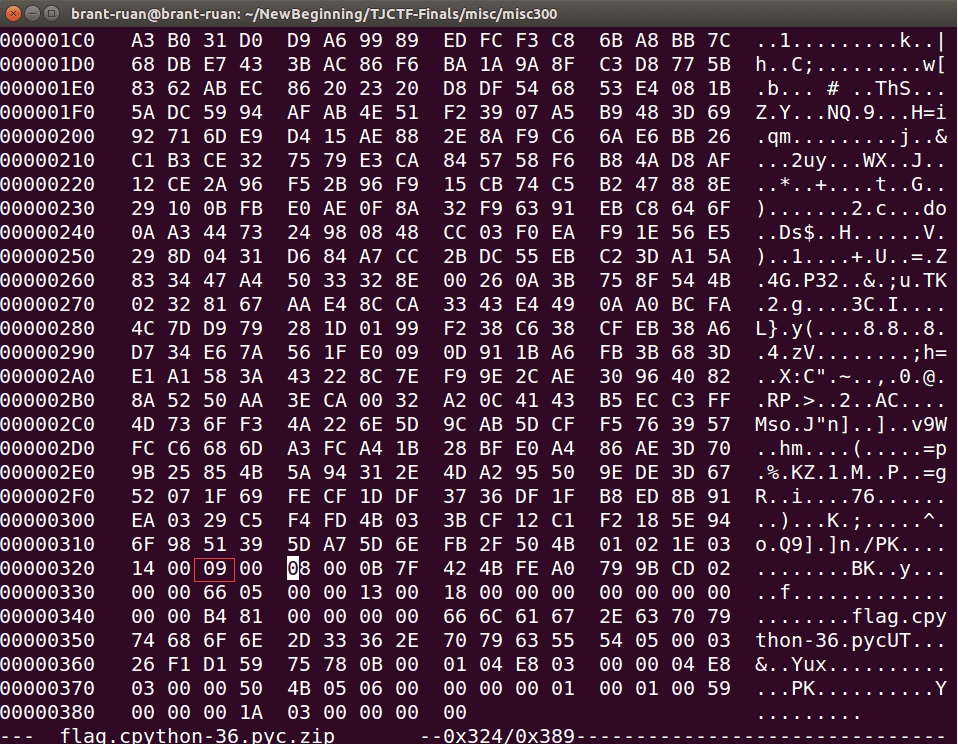 brant-ruan@brant-ruan: ~/NewBeginning/TJCTF-Finals/misc/misc300
000001C0 A3 B0 31 D0 D9 A6 99 89 ED FC F3 C8 6B A8 BB 7C ..1.........k..|
000001D0 68 DB E7 43 3B AC 86 F6 BA 1A 9A 8F C3 D8 77 5B h..C;.........w[
000001E0 83 62 AB EC 86 20 23 20 D8 DF 54 68 53 E4 08 1B .b... # ..ThS...
000001F0 5A DC 59 94 AF AB 4E 51 F2 39 07 A5 B9 48 3D 69 Z.Y...NQ.9...H=i
00000200 92 71 6D E9 D4 15 AE 88 2E 8A F9 C6 6A E6 BB 26 .qm.........j..&
00000210 C1 B3 CE 32 75 79 E3 CA 84 57 58 F6 B8 4A D8 AF ...2uy...WX..J..
00000220 12 CE 2A 96 F5 2B 96 F9 15 CB 74 C5 B2 47 88 8E ..*..+....t..G..
00000230 29 10 0B FB E0 AE 0F 8A 32 F9 63 91 EB C8 64 6F ).......2.c...do
00000240 0A A3 44 73 24 98 08 48 CC 03 F0 EA F9 1E 56 E5 ..Ds$..H......V.
00000250 29 8D 04 31 D6 84 A7 CC 2B DC 55 EB C2 3D A1 5A )..1....+.U..=.Z
00000260 83 34 47 A4 50 33 32 8E 00 26 0A 3B 75 8F 54 4B .4G.P32..&.;u.TK
00000270 02 32 81 67 AA E4 8C CA 33 43 E4 49 0A A0 BC FA .2.g....3C.I....
00000280 4C 7D D9 79 28 1D 01 99 F2 38 C6 38 CF EB 38 A6 L}.y(....8.8..8.
00000290 D7 34 E6 7A 56 1F E0 09 0D 91 1B A6 FB 3B 68 3D .4.zV........;h=
000002A0 E1 A1 58 3A 43 22 8C 7E F9 9E 2C AE 30 96 40 82 ..X:C".~..,.0.@.
000002B0 8A 52 50 AA 3E CA 00 32 A2 0C 41 43 B5 EC C3 FF .RP.>..2..AC....
000002C0 4D 73 6F F3 4A 22 6E 5D 9C AB 5D CF F5 76 39 57 Mso.J"n]..]..v9W
000002D0 FC C6 68 6D A3 FC A4 1B 28 BF E0 A4 86 AE 3D 70 ..hm....(.....=p
000002E0 9B 25 85 4B 5A 94 31 2E 4D A2 95 50 9E DE 3D 67 .%.KZ.1.M..P..=g
000002F0 52 07 1F 69 FE CF 1D DF 37 36 DF 1F B8 ED 8B 91 R..i....76......
00000300 EA 03 29 C5 F4 FD 4B 03 3B CF 12 C1 F2 18 5E 94 ..)...K.;.....^.
00000310 6F 98 51 39 5D A7 5D 6E FB 2F 50 4B 01 02 1E 03 o.Q9].]n./PK....
00000320 14 00 09 00 08 00 0B 7F 42 4B FE A0 79 9B CD 02 ........BK..y...
00000330 00 00 66 05 00 00 13 00 18 00 00 00 00 00 00 00 ..f.............
00000340 00 00 B4 81 00 00 00 00 66 6C 61 67 2E 63 70 79 ........flag.cpy
00000350 74 68 6F 6E 2D 33 36 2E 70 79 63 55 54 05 00 03 thon-36.pycUT...
00000360 26 F1 D1 59 75 78 0B 00 01 04 E8 03 00 00 04 E8 &..Yux..........
00000370 03 00 00 50 4B 05 06 00 00 00 00 01 00 01 00 59 ...PK..........Y
00000380 00 00 00 1A 03 00 00 00 00 .........
--- flag.cpython-36.pyc.zip --0x324/0x389-------------------------------